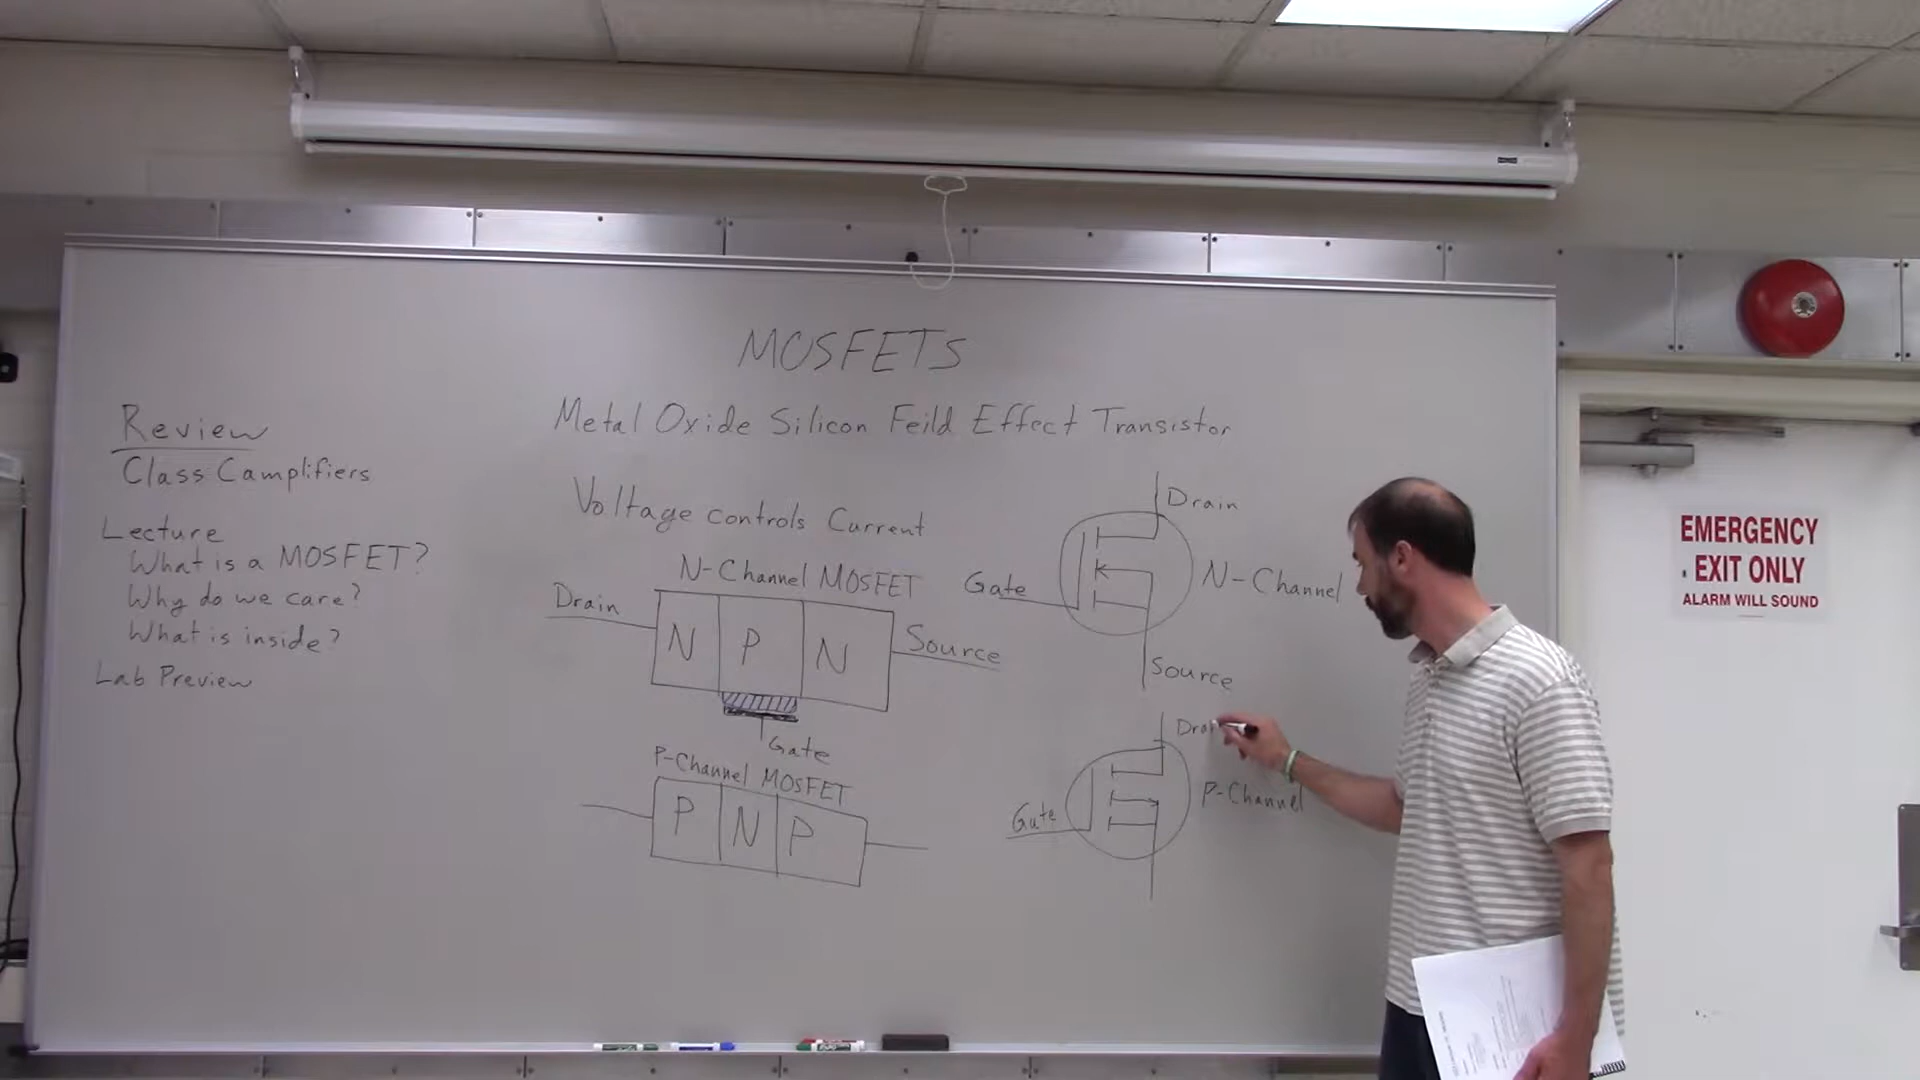 MOSFETS
Metal Oxide Silicon Feild Effect Transistor
Review
Class C amplifiers
Lecture
What is a MOSFET?
Why do we care?
What is inside?
Lab Preview
Voltage controls Current
N-Channel MOSFET
Drain
N P N
Source
Gate
P-Channel MOSFET
P N P
Drain
Gate
N-Channel
Source
Drain
Gate
P-Channel
EMERGENCY
EXIT ONLY
ALARM WILL SOUND